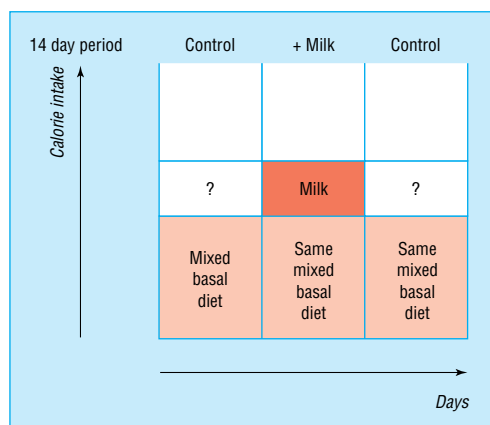 14 day period Control + Milk Control
Calorie intake
? Milk ?
Mixed
basal
diet
Same
mixed
basal
diet
Same
mixed
basal
diet
Days